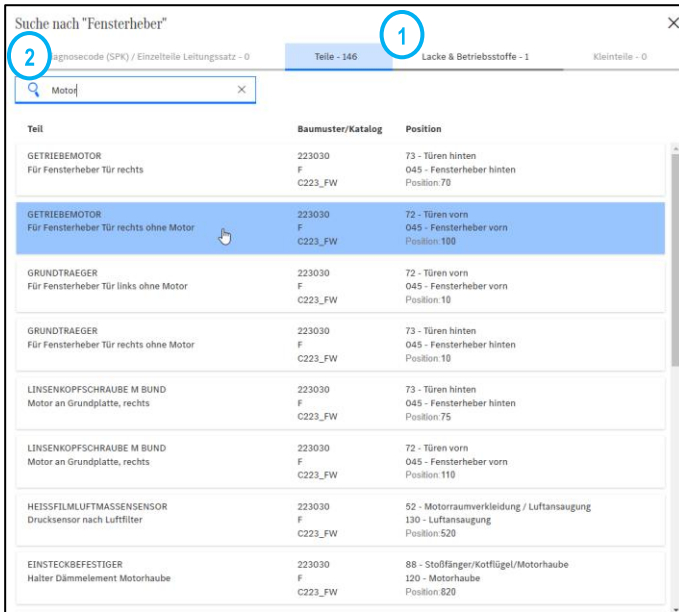 Suche nach "Fensterheber"
1
2
agnosecode (SPK) / Einzelteile Leitungssatz - 0
Teile - 146
Lacke & Betriebsstoffe - 1
Kleinteile - 0
Motor
Teil Baumuster/Katalog Position
GETRIEBEMOTOR 223030 73 - Türen hinten
Für Fensterheber Tür rechts F 045 - Fensterheber hinten
C223_FW Position:70
GETRIEBEMOTOR 223030 72 - Türen vorn
Für Fensterheber Tür rechts ohne Motor F 045 - Fensterheber vorn
C223_FW Position:100
GRUNDTRAEGER 223030 72 - Türen vorn
Für Fensterheber Tür links ohne Motor F 045 - Fensterheber vorn
C223_FW Position:10
GRUNDTRAEGER 223030 73 - Türen hinten
Für Fensterheber Tür rechts ohne Motor F 045 - Fensterheber hinten
C223_FW Position:10
LINSENKOPFSCHRAUBE M BUND 223030 73 - Türen hinten
Motor an Grundplatte, rechts F 045 - Fensterheber hinten
C223_FW Position:75
LINSENKOPFSCHRAUBE M BUND 223030 72 - Türen vorn
Motor an Grundplatte, rechts F 045 - Fensterheber vorn
C223_FW Position:110
HEISSFILMLUFTMASSENSENSOR 223030 52 - Motorraumverkleidung / Luftansaugung
Drucksensor nach Luftfilter F 130 - Luftansaugung
C223_FW Position:520
EINSTECKBEFESTIGER 223030 88 - Stoßfänger/Kotflügel/Motorhaube
Halter Dämmelement Motorhaube F 120 - Motorhaube
C223_FW Position:820